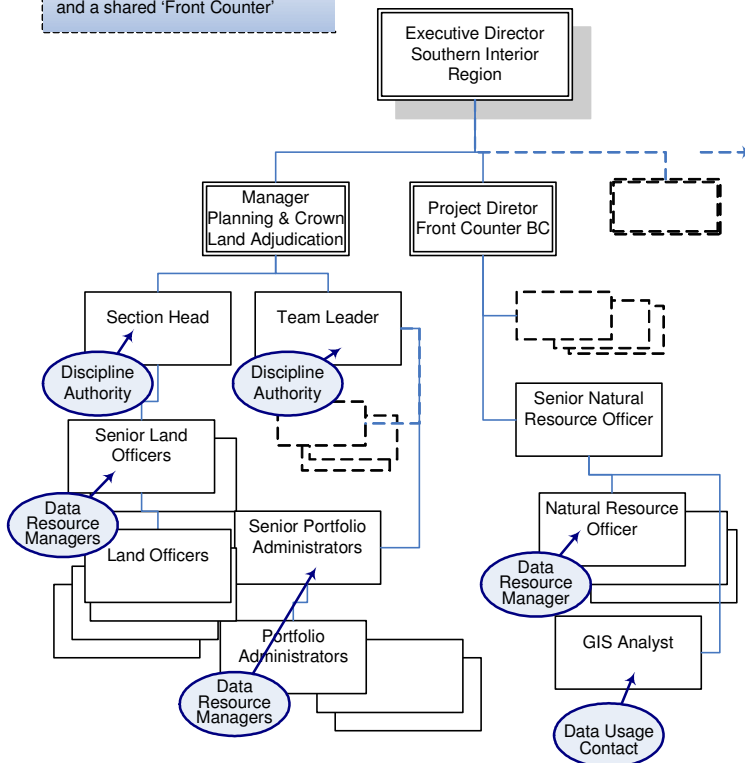 and a shared ‘Front Counter’
Executive Director
Southern Interior
Region
Manager
Planning & Crown
Land Adjudication
Project Diretor
Front Counter BC
Section Head
Team Leader
Discipline
Authority
Discipline
Authority
Senior Natural
Resource Officer
Senior Land
Officers
Data
Resource
Managers
Natural Resource
Officer
Senior Portfolio
Administrators
Land Officers
Data
Resource
Manager
Portfolio
Administrators
GIS Analyst
Data
Resource
Managers
Data Usage
Contact